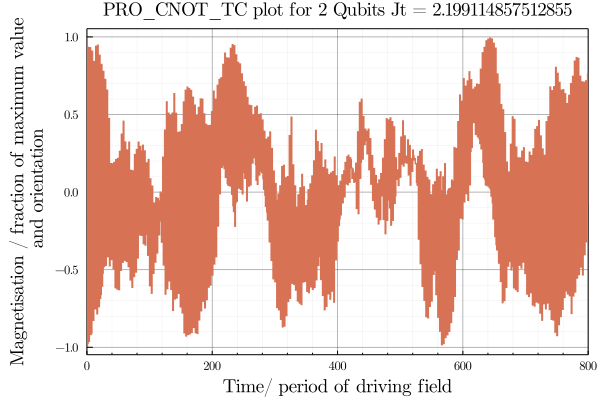 PRO_CNOT_TC plot for 2 Qubits Jt = 2.199114857512855
Magnetisation / fraction of maximum value
and orientation
1.0
0.5
0.0
−0.5
−1.0
0 200 400 600 800
Time/ period of driving field